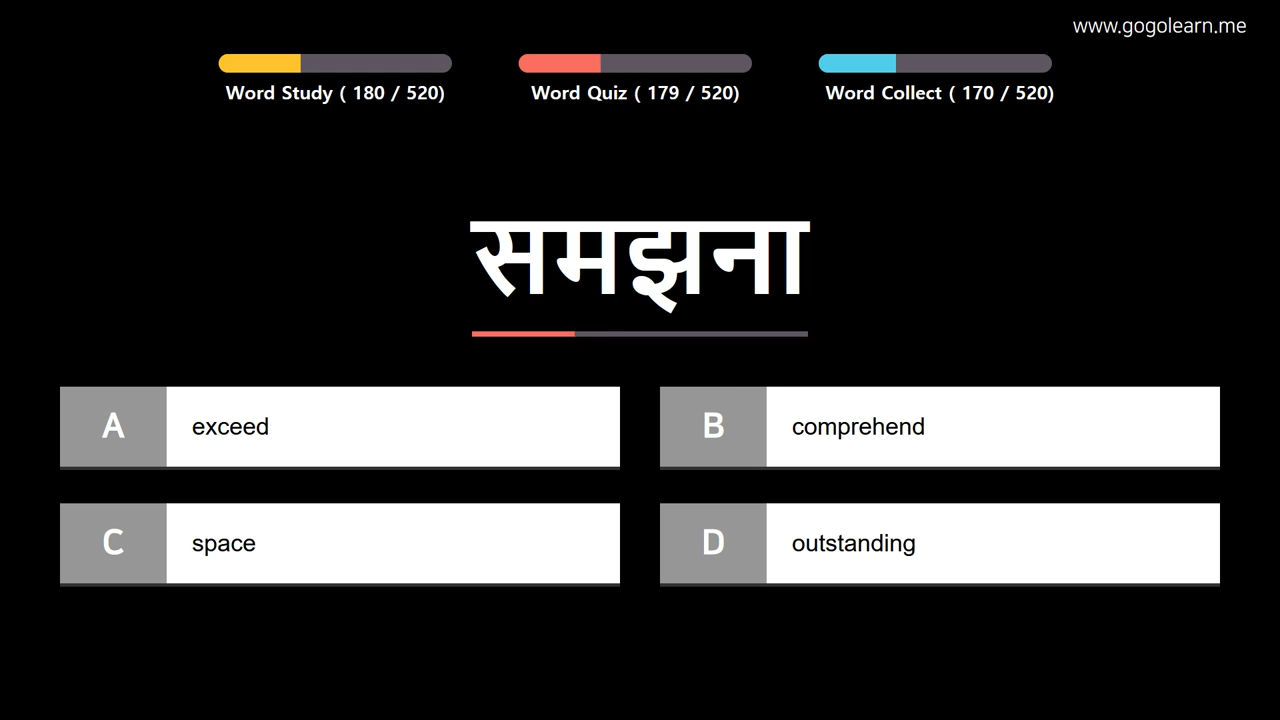 www.gogolearn.me
Word Study ( 180 / 520)
Word Quiz ( 179 / 520)
Word Collect ( 170 / 520)
समझना
A exceed
B comprehend
C space
D outstanding